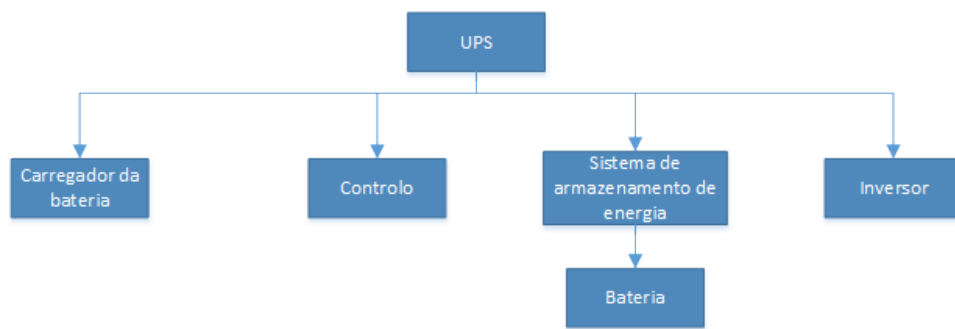 UPS
Carregador da
bateria
Controlo
Sistema de
armazenamento de
energia
Inversor
Bateria